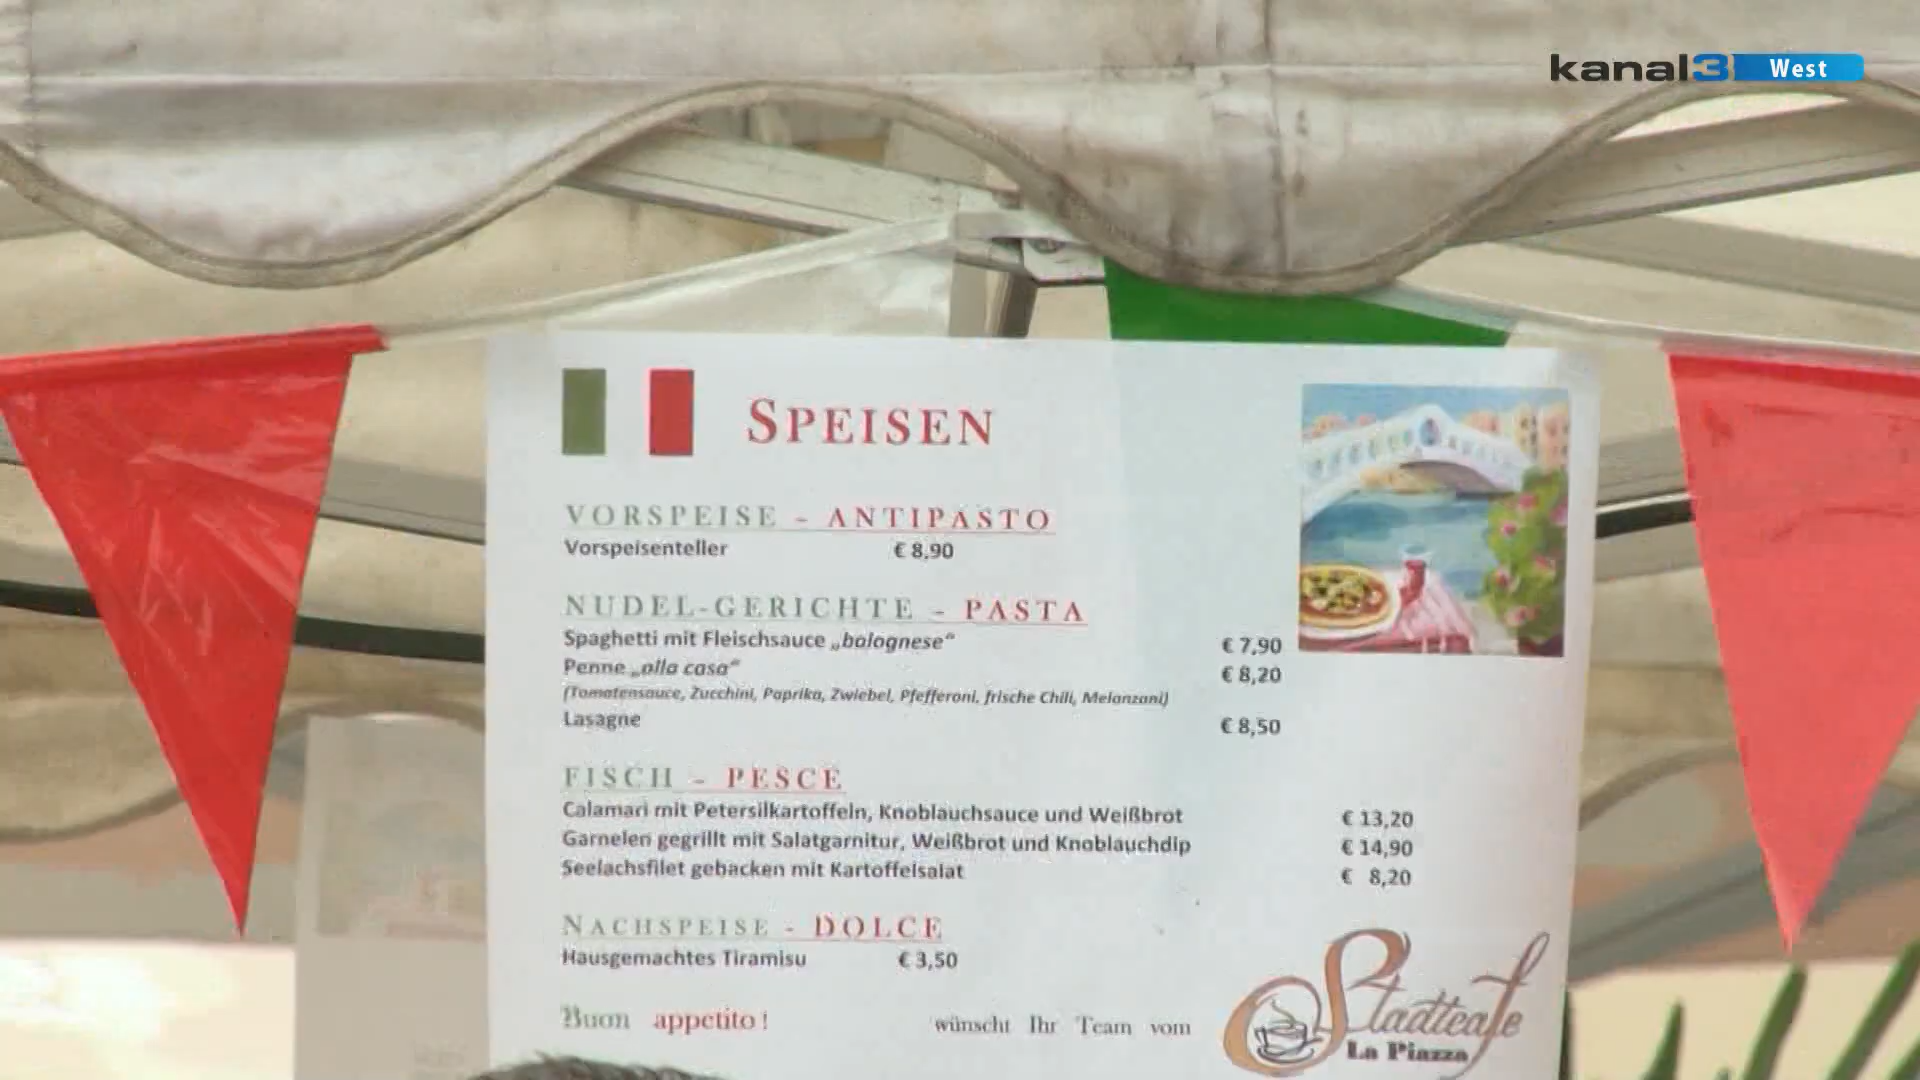 kanal3 West
SPEISEN
VORSPEISE - ANTIPASTO
Vorspeisenteller € 8,90
NUDEL-GERICHTE - PASTA
Spaghetti mit Fleischsauce „bolognese“ € 7,90
Penne „alla casa“ € 8,20
(Tomatensauce, Zucchini, Paprika, Zwiebel, Pfefferoni, frische Chili, Melanzani)
Lasagne € 8,50
FISCH - PESCE
Calamari mit Petersilkartoffeln, Knoblauchsauce und Weißbrot € 13,20
Garnelen gegrillt mit Salatgarnitur, Weißbrot und Knoblauchdip € 14,90
Seelachsfilet gebacken mit Kartoffelsalat € 8,20
NACHSPEISE - DOLCE
Hausgemachtes Tiramisu € 3,50
Buon appetito ! wünscht Ihr Team vom
Stadtcafe
La Piazza